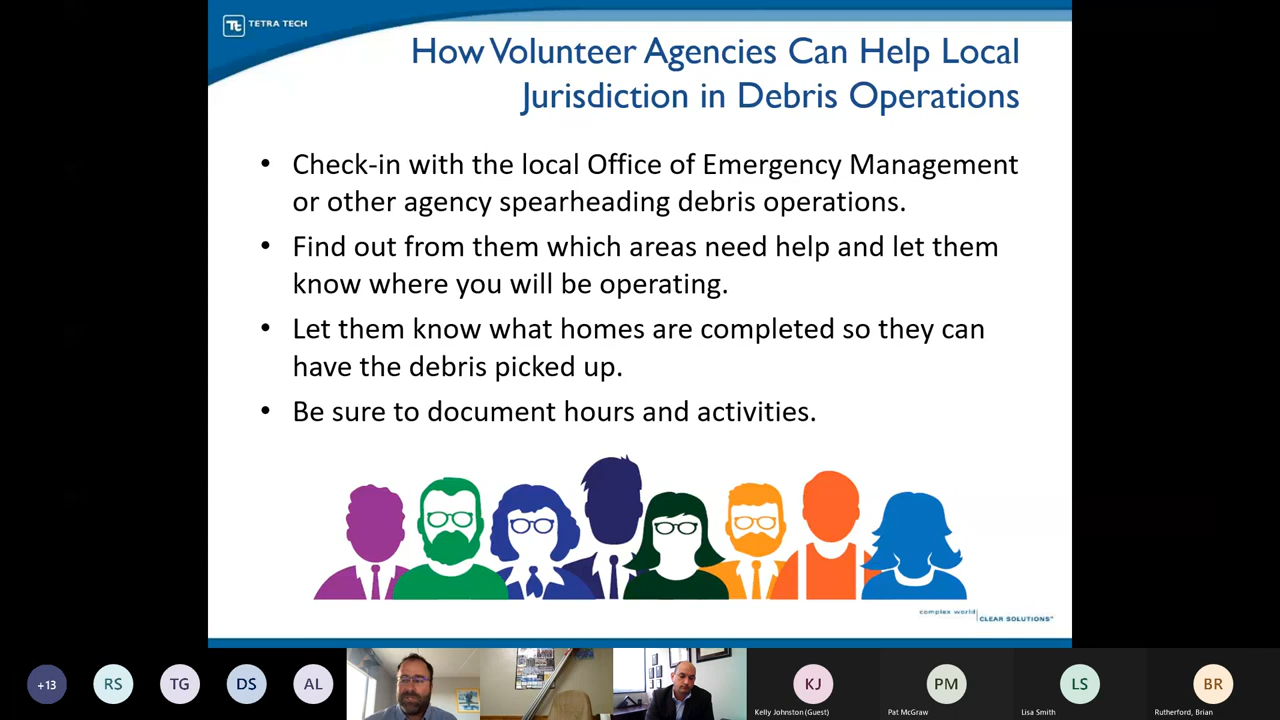 Tt TETRA TECH
How Volunteer Agencies Can Help Local
Jurisdiction in Debris Operations
• Check-in with the local Office of Emergency Management
or other agency spearheading debris operations.
• Find out from them which areas need help and let them
know where you will be operating.
• Let them know what homes are completed so they can
have the debris picked up.
• Be sure to document hours and activities.
complex world
CLEAR SOLUTIONS™
+13
RS
TG
DS
AL
KJ
PM
LS
BR
Kelly Johnston (Guest)
Pat McGraw
Lisa Smith
Rutherford, Brian